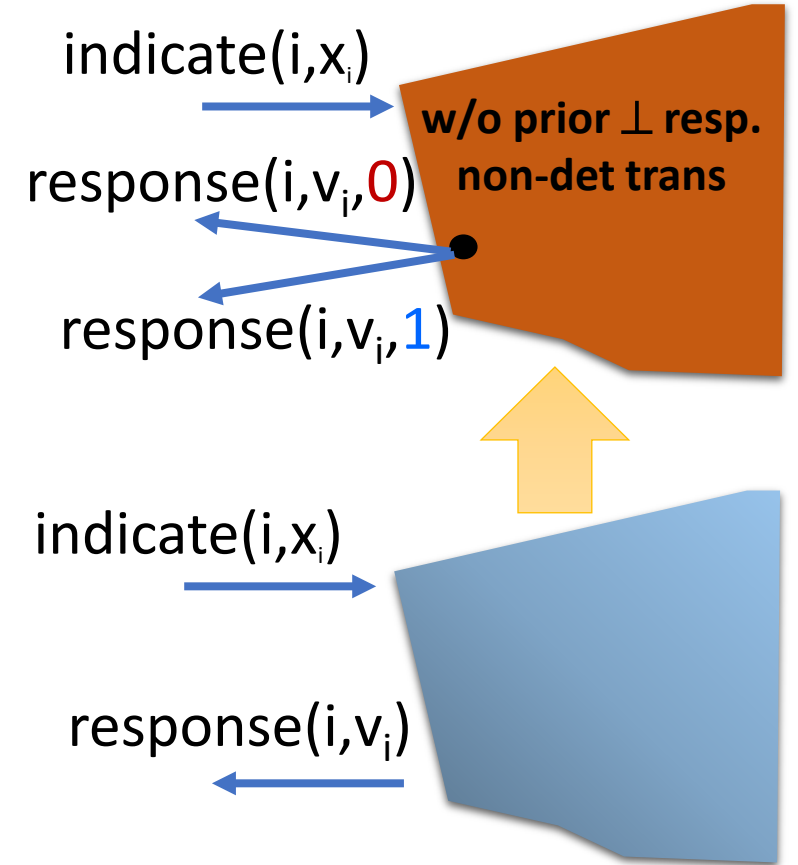 indicate(i,xᵢ)
w/o prior ⊥ resp.
non-det trans
response(i,vᵢ,0)
response(i,vᵢ,1)
indicate(i,xᵢ)
response(i,vᵢ)